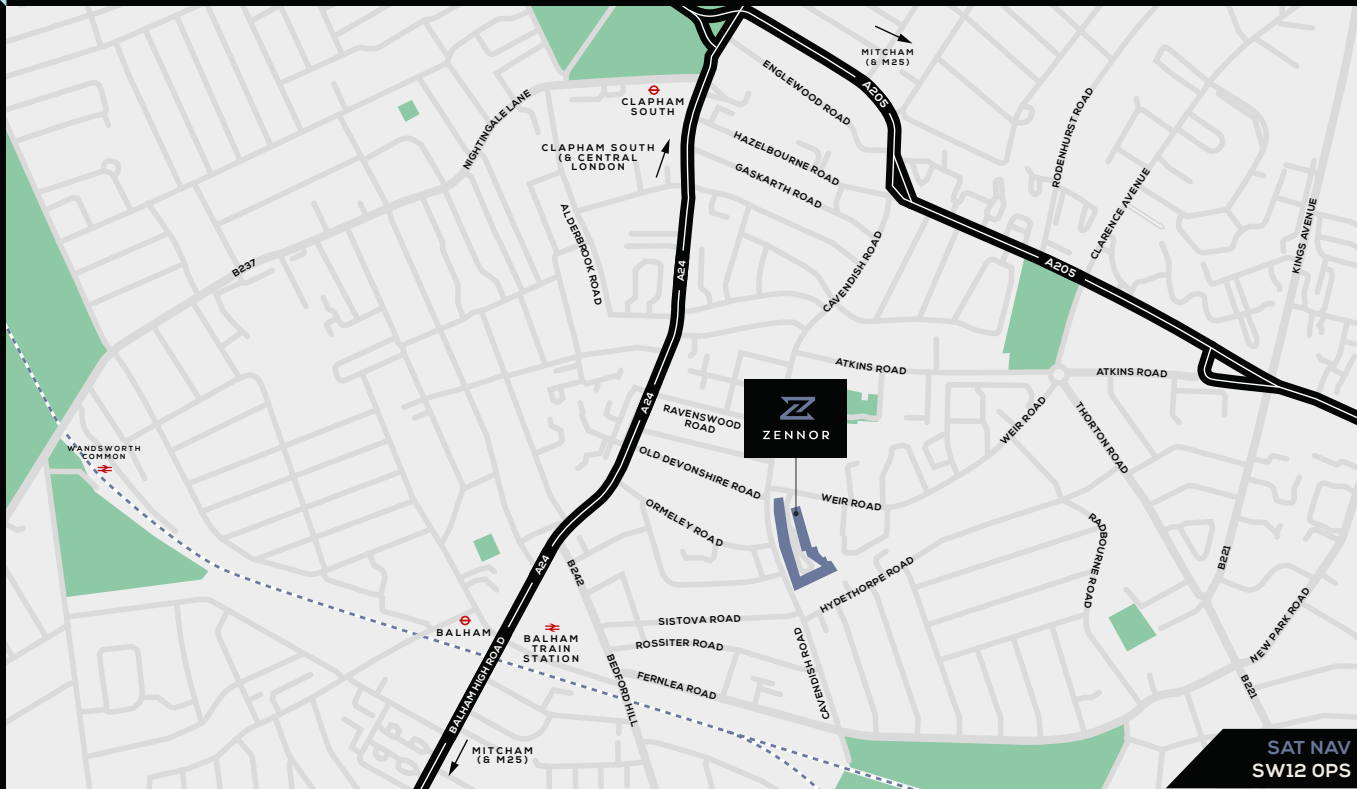 MITCHAM
(& M25)
ENGLEWOOD ROAD
A205
CLAPHAM
SOUTH
NIGHTINGALE LANE
RODENHURST ROAD
CLAPHAM SOUTH
(& CENTRAL
LONDON
HAZELBOURNE ROAD
GASKARTH ROAD
CLARENCE AVENUE
KINGS AVENUE
ALDERBROOK ROAD
CAVENDISH ROAD
B237
A24
A205
ATKINS ROAD
ATKINS ROAD
ZENNOR
A24
RAVENSWOOD
ROAD
WEIR ROAD
THORTON ROAD
WANDSWORTH
COMMON
OLD DEVONSHIRE ROAD
WEIR ROAD
ORMELEY ROAD
RADBOURNE ROAD
A24
B242
B221
HYDETHORPE ROAD
NEW PARK ROAD
SISTOVA ROAD
BALHAM
BALHAM
TRAIN
STATION
ROSSITER ROAD
BALHAM HIGH ROAD
BEDFORD HILL
FERNLEA ROAD
CAVENDISH ROAD
B221
MITCHAM
(& M25)
SAT NAV
SW12 0PS